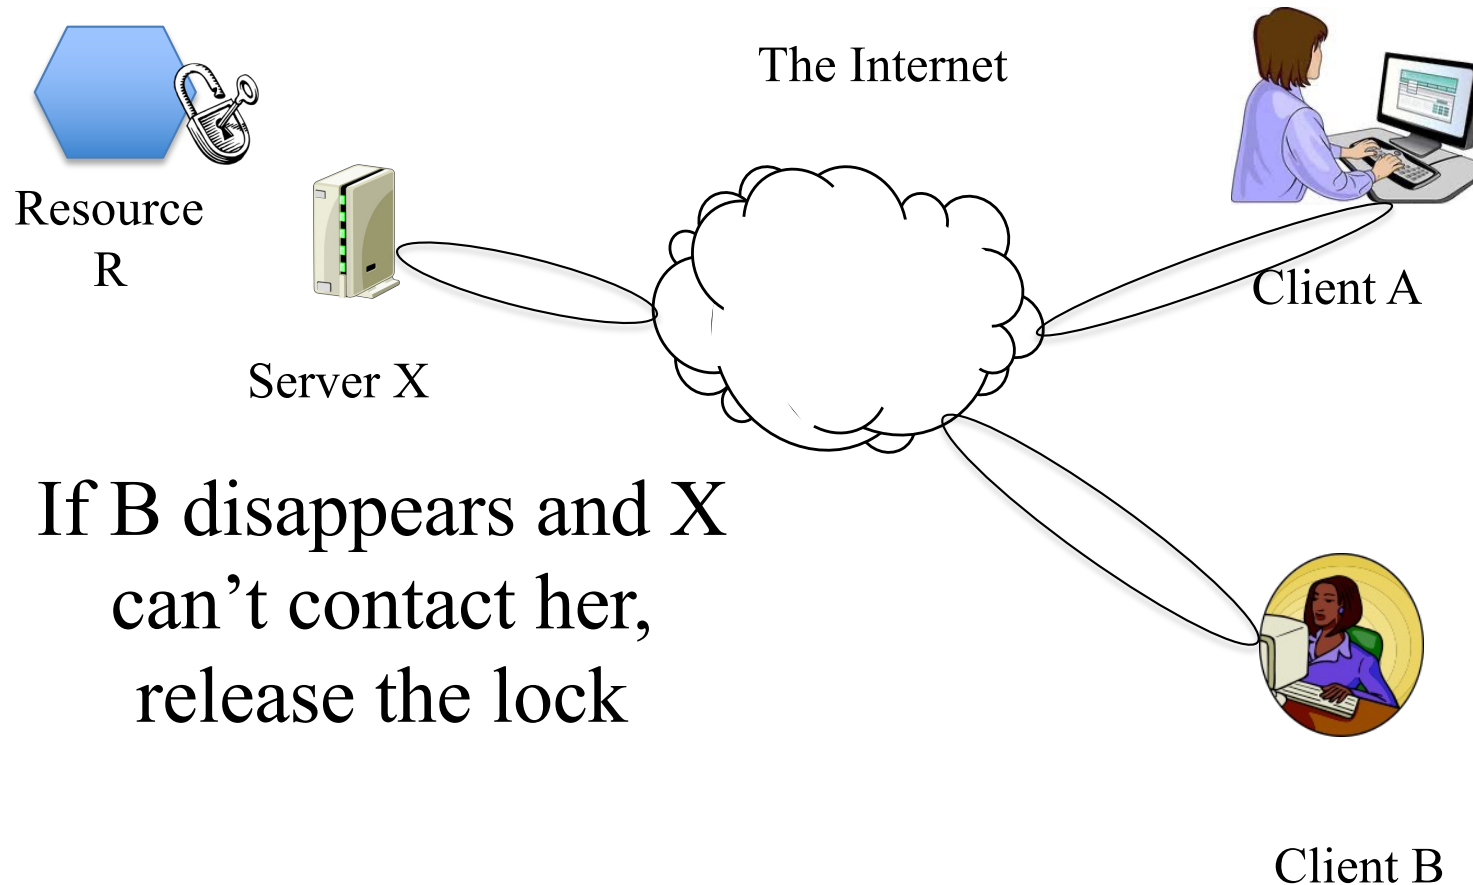 The Internet
Resource
R
Client A
Server X
If B disappears and X
can’t contact her,
release the lock
Client B